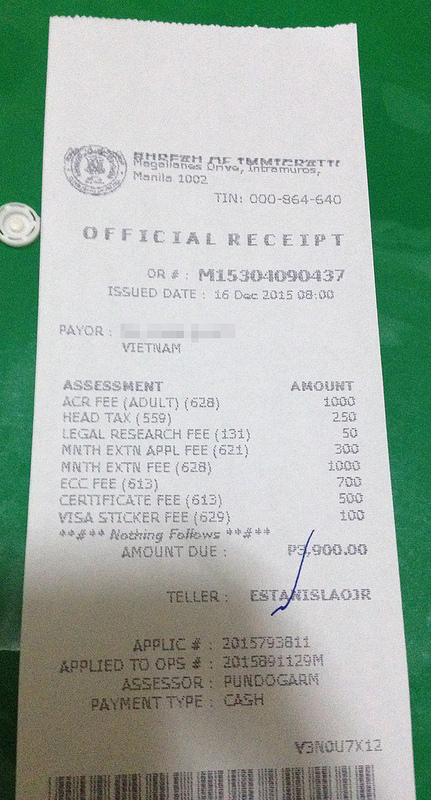 BUREAU OF IMMIGRATI
Magallanes Drive, Intramuros,
Manila 1002
TIN: 000-864-640
OFFICIAL RECEIPT
OR # : M15304090437
ISSUED DATE : 16 Dec 2015 08:00
PAYOR :
VIETNAM
ASSESSMENT AMOUNT
ACR FEE (ADULT) (628) 1000
HEAD TAX (559) 250
LEGAL RESEARCH FEE (131) 50
MNTH EXTN APPL FEE (621) 300
MNTH EXTN FEE (628) 1000
ECC FEE (613) 700
CERTIFICATE FEE (613) 500
VISA STICKER FEE (629) 100
**#** Nothing Follows **#**
AMOUNT DUE : P3,900.00
TELLER : ESTANISLAOJR
APPLIC # : 2015793811
APPLIED TO OPS # : 2015891129M
ASSESSOR : PUNDOGARM
PAYMENT TYPE : CASH
V3N0U7X12